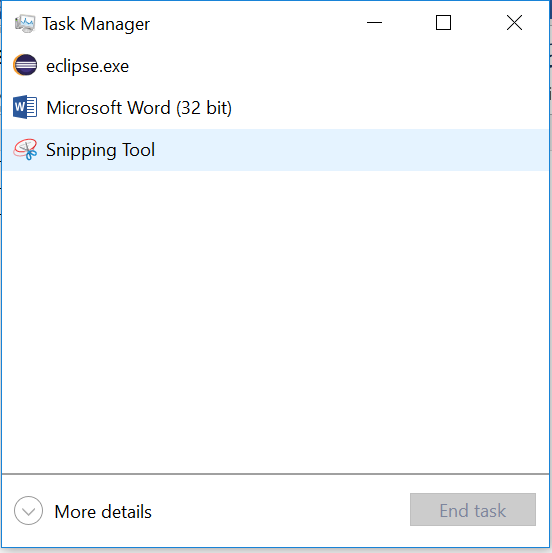 Task Manager
eclipse.exe
Microsoft Word (32 bit)
Snipping Tool
More details
End task